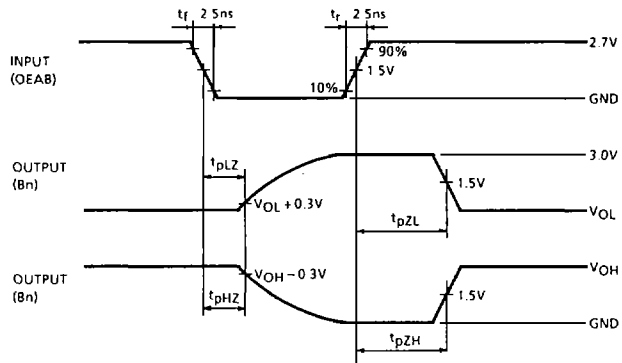 tf 2 5ns
tr 2 5ns
INPUT
(OEAB)
2.7V
90%
1.5V
10%
GND
OUTPUT
(Bn)
tpLZ
3.0V
1.5V
VOL + 0.3V
tpZL
VOL
OUTPUT
(Bn)
VOH
VOH − 0 3V
tpHZ
1.5V
GND
tpZH